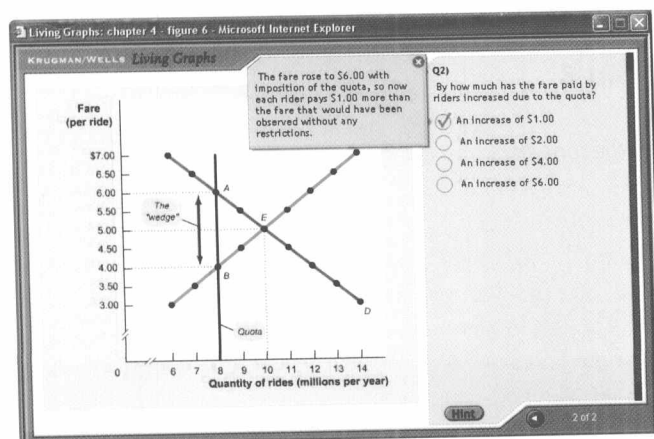 Living Graphs: chapter 4 - figure 6 - Microsoft Internet Explorer
KRUGMAN/WELLS Living Graphs
The fare rose to $6.00 with
imposition of the quota, so now
each rider pays $1.00 more than
the fare that would have been
observed without any
restrictions.
Q2)
By how much has the fare paid by
riders increased due to the quota?
An increase of $1.00
An increase of $2.00
An increase of $4.00
An increase of $6.00
Fare
(per ride)
$7.00
6.50
6.00
5.50
5.00
4.50
4.00
3.50
3.00
The
"wedge"
A
E
B
D
Quota
0 6 7 8 9 10 11 12 13 14
Quantity of rides (millions per year)
Hint
2 of 2